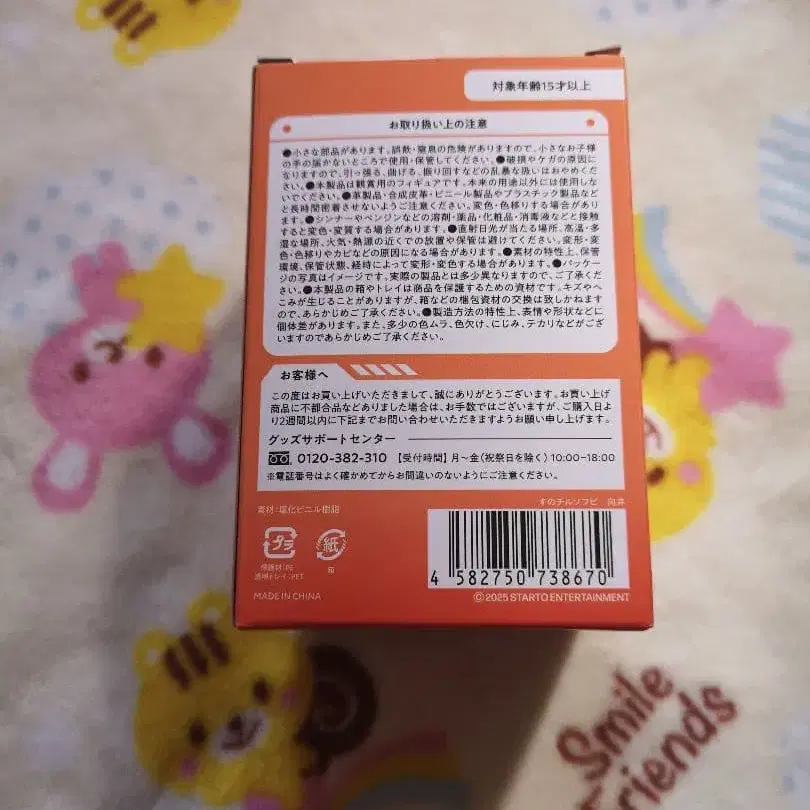 対象年齢15才以上
お取り扱い上の注意
●小さな部品があります。誤飲・窒息の危険がありますので、小さなお子様
の手の届かないところで使用・保管してください。●破損やケガの原因に
なりますので、引っ張る、曲げる、振り回すなどの乱暴な扱いはおやめくだ
さい。●本製品は観賞用のフィギュアです。本来の用途以外には使用しな
いでください。●革製品・合成皮革・ビニール製品やプラスチック製品など
と長時間密着させないようご注意ください。変色・色移りする場合があり
ます。●シンナーやベンジンなどの溶剤・薬品・化粧品・消毒液などと接触
すると変色・変質する場合があります。●直射日光が当たる場所、高温・多
湿な場所、火気・熱源の近くでの放置や保管は避けてください。変形・変
色・色移りやカビなどの原因になる場合があります。●素材の特性上、保管
環境、保管状態、経時によって変形・変色する場合があります。●パッケー
ジの写真はイメージです。実際の製品とは多少異なりますので、ご了承くだ
さい。●本製品の箱やトレイは商品を保護するための資材です。キズやへ
こみが生じることがありますが、箱などの梱包資材の交換は致しかねます
ので、あらかじめご了承ください。●製造方法の特性上、表情や形状などに
個体差があります。また、多少の色ムラ、色欠け、にじみ、テカリなどがござ
いますのであらかじめご了承ください。
お客様へ
この度はお買い上げいただきまして、誠にありがとうございます。お買い上げ
商品に不都合品などありました場合は、お手数ではございますが、ご購入日よ
り2週間以内に下記までお問い合わせいただきますようお願い申し上げます。
グッズサポートセンター
0120-382-310 【受付時間】月〜金(祝祭日を除く)10:00-18:00
※電話番号はよく確かめてからお間違いのないようにご注意ください。
素材:塩化ビニル樹脂
すのチルソフビ 向井
プラ
紙
緩衝材:PE
透明トレイ:PET
箱
MADE IN CHINA
4 582750 738670
©2025 STARTO ENTERTAINMENT
Smile
Friends